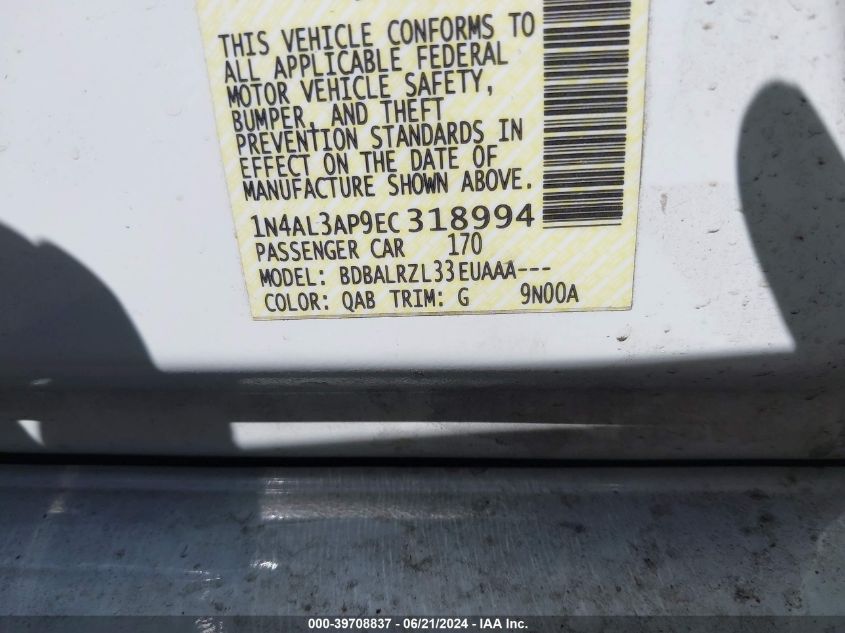 THIS VEHICLE CONFORMS TO
ALL APPLICABLE FEDERAL
MOTOR VEHICLE SAFETY,
BUMPER, AND THEFT
PREVENTION STANDARDS IN
EFFECT ON THE DATE OF
MANUFACTURE SHOWN ABOVE.
1N4AL3AP9EC318994
PASSENGER CAR 170
MODEL: BDBALRZL33EUAAA---
COLOR: QAB TRIM: G 9N00A
000-39708837 - 06/21/2024 - IAA Inc.